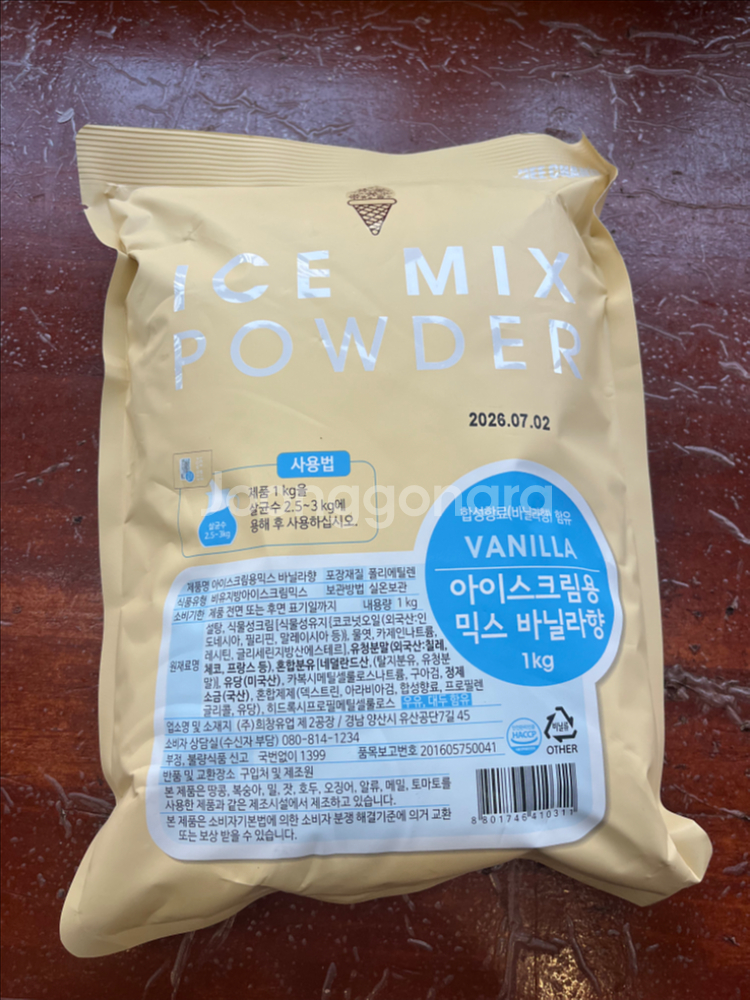 ICE MIX
POWDER
2026.07.02
사용법
제품 1kg을
살균수 2.5~3kg에
용해 후 사용하십시오.
살균수
2.5~3kg
joonggonara
합성향료(바닐라향) 함유
VANILLA
아이스크림용
믹스 바닐라향
1kg
제품명 아이스크림용믹스 바닐라향 포장재질 폴리에틸렌
식품유형 비유지방아이스크림믹스 보관방법 실온보관
소비기한 제품 전면 또는 후면 표기일까지 내용량 1kg
원재료명
설탕, 식물성크림[식물성유지{코코넛오일(외국산:인
도네시아, 필리핀, 말레이시아 등)}, 물엿, 카제인나트륨,
레시틴, 글리세린지방산에스테르], 유청분말(외국산:칠레,
체코, 프랑스 등), 혼합분유[네덜란드산, (탈지분유, 유청분
말)], 유당(미국산), 카복시메틸셀룰로스나트륨, 구아검, 정제
소금(국산), 혼합제제(덱스트린, 아라비아검, 합성향료, 프로필렌
글리콜, 유당), 히드록시프로필메틸셀룰로스 우유, 대두 함유
업소명 및 소재지 (주)희창유업 제2공장 / 경남 양산시 유산공단7길 45
소비자 상담실(수신자 부담) 080-814-1234
부정, 불량식품 신고 국번없이 1399 품목보고번호 201605750041
반품 및 교환장소 구입처 및 제조원
본 제품은 땅콩, 복숭아, 밀, 잣, 호두, 오징어, 알류, 메밀, 토마토를
사용한 제품과 같은 제조시설에서 제조하고 있습니다.
본 제품은 소비자기본법에 의한 소비자 분쟁 해결기준에 의거 교환
또는 보상 받을 수 있습니다.
HACCP
비닐류
OTHER
8 801746 410311